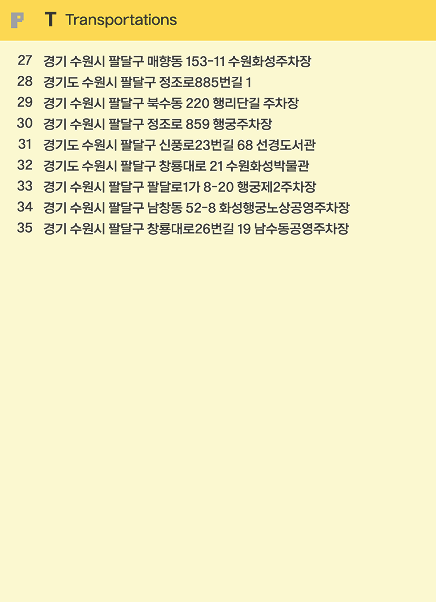 P T Transportations
27 경기 수원시 팔달구 매향동 153-11 수원화성주차장
28 경기도 수원시 팔달구 정조로885번길 1
29 경기 수원시 팔달구 북수동 220 행리단길 주차장
30 경기 수원시 팔달구 정조로 859 행궁주차장
31 경기도 수원시 팔달구 신풍로23번길 68 선경도서관
32 경기도 수원시 팔달구 창룡대로 21 수원화성박물관
33 경기 수원시 팔달구 팔달로1가 8-20 행궁제2주차장
34 경기 수원시 팔달구 남창동 52-8 화성행궁노상공영주차장
35 경기 수원시 팔달구 창룡대로26번길 19 남수동공영주차장